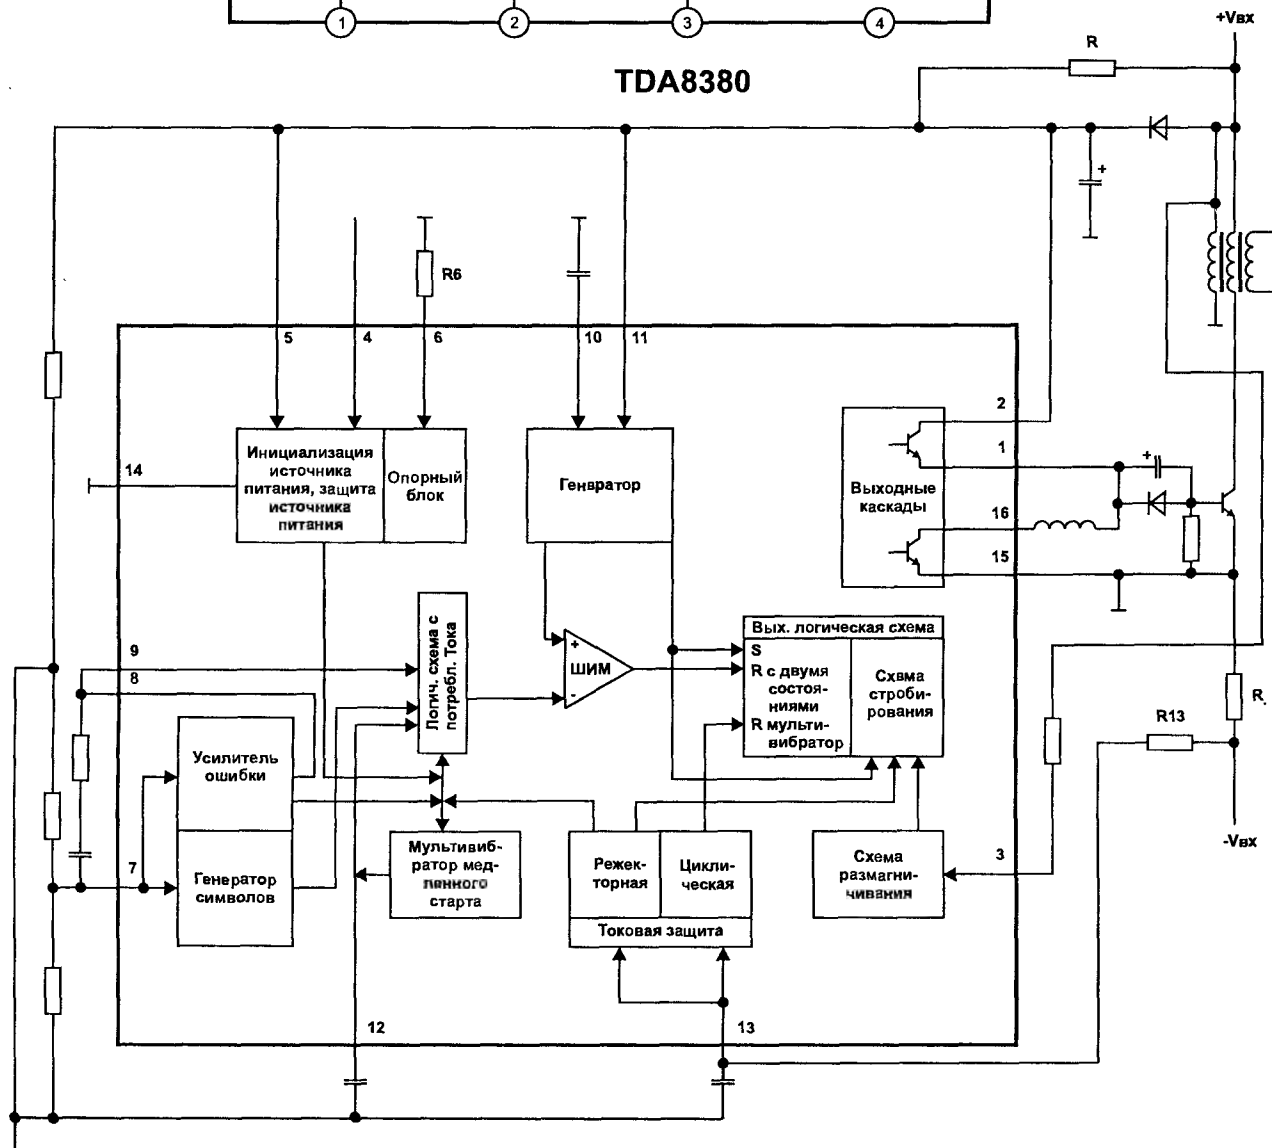 1 2 3 4
+Vвх
R
TDA8380
+
R6
5 4 6 10 11
2
1
14
Инициализация
источника
питания, защита
источника
питания
Опорный
блок
Генвратор
Выходные
каскады
+
16
15
9
8
Логич. схема с
потребл. Тока
+
ШИМ
-
Вых. логическая схема
S
R с двумя
состоя-
ниями
R мульти-
вибратор
Схвма
стробиро-
рования
R
R13
Усилитель
ошибки
-Vвх
7
Генератор
символов
Мультивиб-
ратор мед-
ленного
старта
Режек-
торная
Цикли-
ческая
Токовая защита
Схема
размагни-
чивания
3
12
13